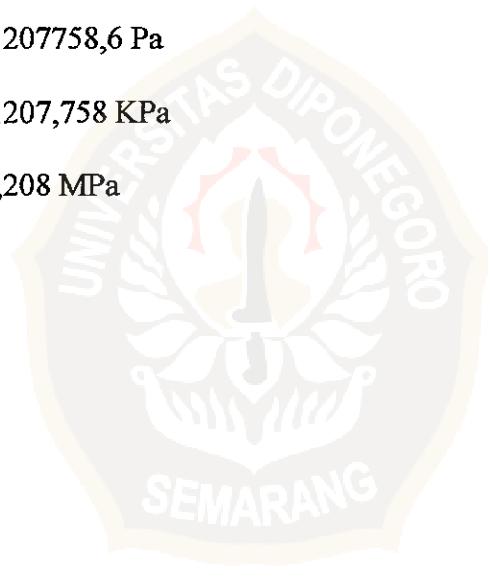 207758,6 Pa
207,758 KPa
,208 MPa
UNIVERSITAS DIPONEGORO
SEMARANG